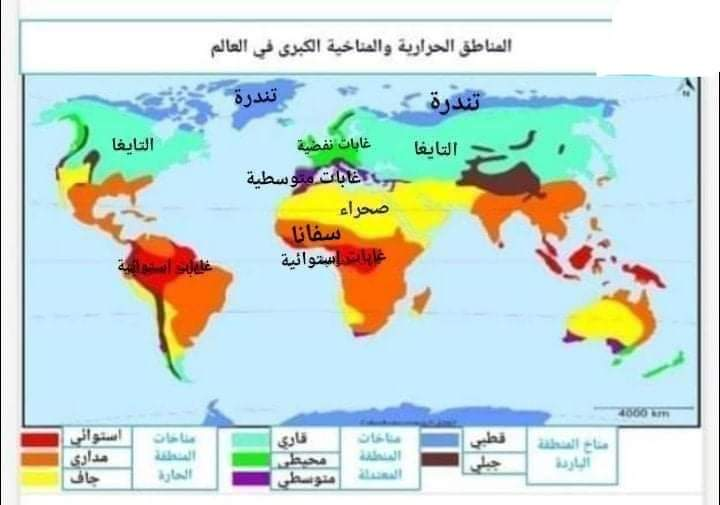 المناطق الحرارية والمناخية الكبرى في العالم
N
تندرة
تندرة
التايغا
غابات نفضية
التايغا
غابات متوسطية
صحراء
سفانا
غابات إستوائية
غابات استوائية
4000 km
مناخ المنطقة الباردة
قطبي
جبلي
مناخات المنطقة المعتدلة
قاري
محيطي
متوسطي
مناخات المنطقة الحارة
استوائي
مداري
جاف